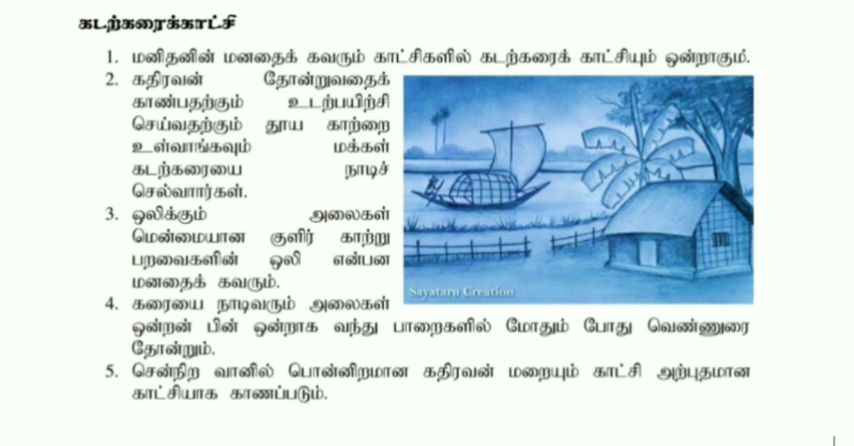 கடற்கரைக்காட்சி
1. மனிதனின் மனதைக் கவரும் காட்சிகளில் கடற்கரைக் காட்சியும் ஒன்றாகும்.
2. கதிரவன் தோன்றுவதைக்
காண்பதற்கும் உடற்பயிற்சி
செய்வதற்கும் தூய காற்றை
உள்வாங்கவும் மக்கள்
கடற்கரையை நாடிச்
செல்வார்கள்.
3. ஒலிக்கும் அலைகள்
மென்மையான குளிர் காற்று
பறவைகளின் ஒலி என்பன
மனதைக் கவரும்.
4. கரையை நாடிவரும் அலைகள்
ஒன்றன் பின் ஒன்றாக வந்து பாறைகளில் மோதும் போது வெண்ணுரை
தோன்றும்.
5. சென்நிற வானில் பொன்னிறமான கதிரவன் மறையும் காட்சி அற்புதமான
காட்சியாக காணப்படும்.
Sayataru Creation